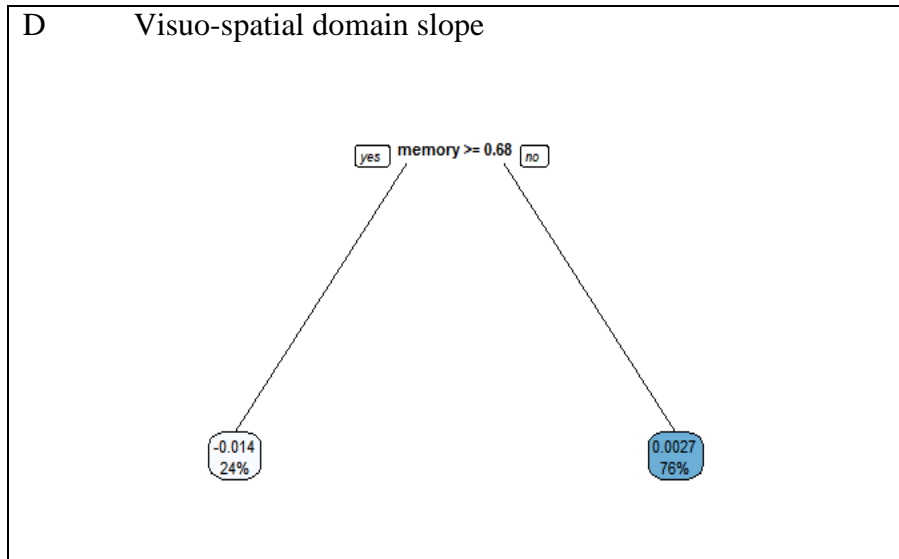 D Visuo-spatial domain slope
yes memory >= 0.68 no
-0.014 0.0027
24% 76%